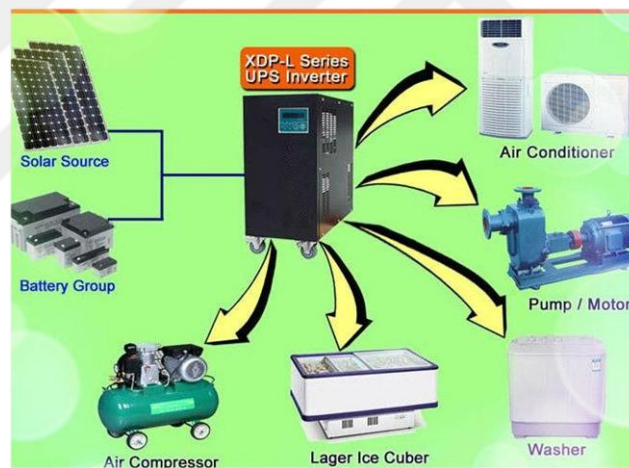 XDP-L Series
UPS Inverter
Solar Source
Air Conditioner
Battery Group
Pump / Motor
Air Compressor
Lager Ice Cuber
Washer